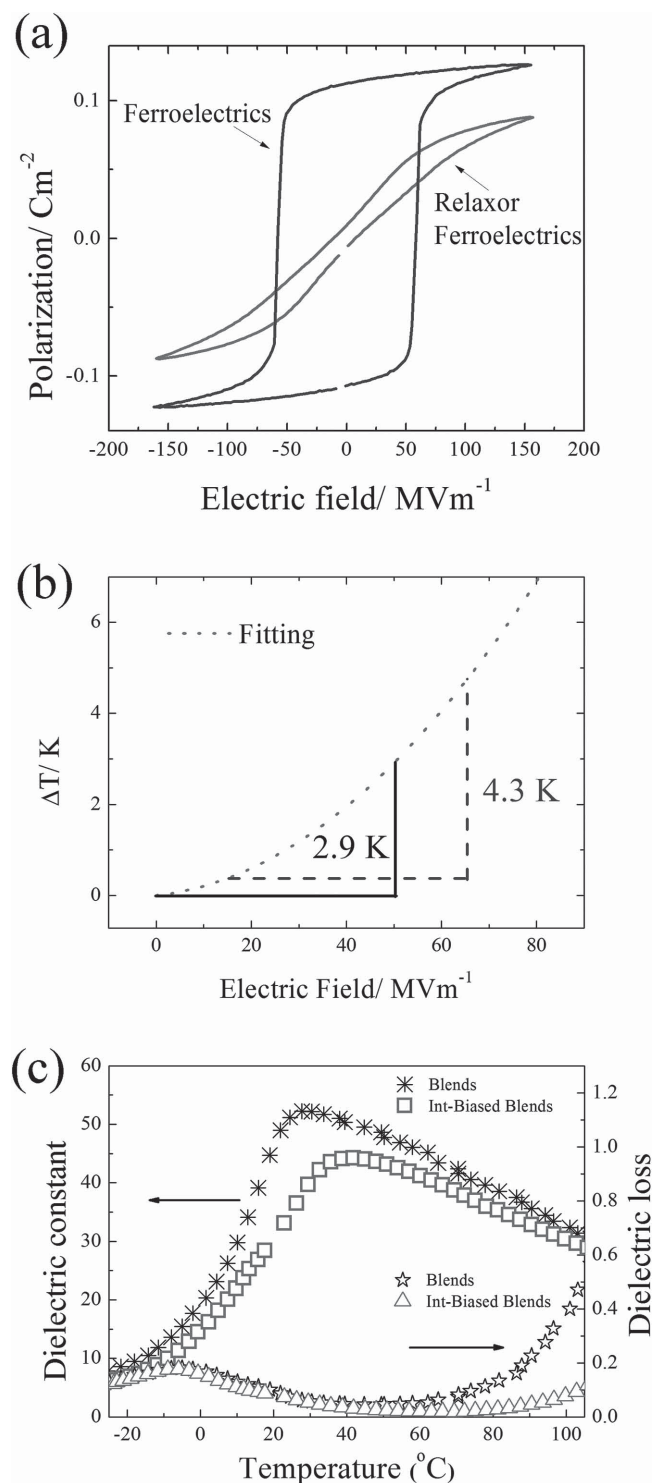 (a)
Ferroelectrics
Relaxor
Ferroelectrics
Polarization/ Cm⁻²
0.1
0.0
-0.1
-200 -150 -100 -50 0 50 100 150 200
Electric field/ MVm⁻¹
(b)
Fitting
ΔT/ K
6
4
2
0
4.3 K
2.9 K
0 20 40 60 80
Electric Field/ MVm⁻¹
(c)
Blends
Int-Biased Blends
Blends
Int-Biased Blends
Dielectric constant
60
50
40
30
20
10
0
Dielectric loss
1.2
1.0
0.8
0.6
0.4
0.2
0.0
-20 0 20 40 60 80 100
Temperature (°C)